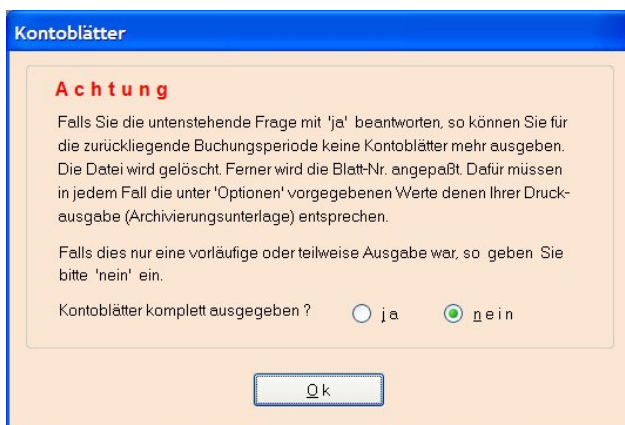 Kontoblätter
Achtung
Falls Sie die untenstehende Frage mit 'ja' beantworten, so können Sie für
die zurückliegende Buchungsperiode keine Kontoblätter mehr ausgeben.
Die Datei wird gelöscht. Ferner wird die Blatt-Nr. angepaßt. Dafür müssen
in jedem Fall die unter 'Optionen' vorgegebenen Werte denen Ihrer Druck-
ausgabe (Archivierungsunterlage) entsprechen.
Falls dies nur eine vorläufige oder teilweise Ausgabe war, so geben Sie
bitte 'nein' ein.
Kontoblätter komplett ausgegeben ? ja nein
Ok